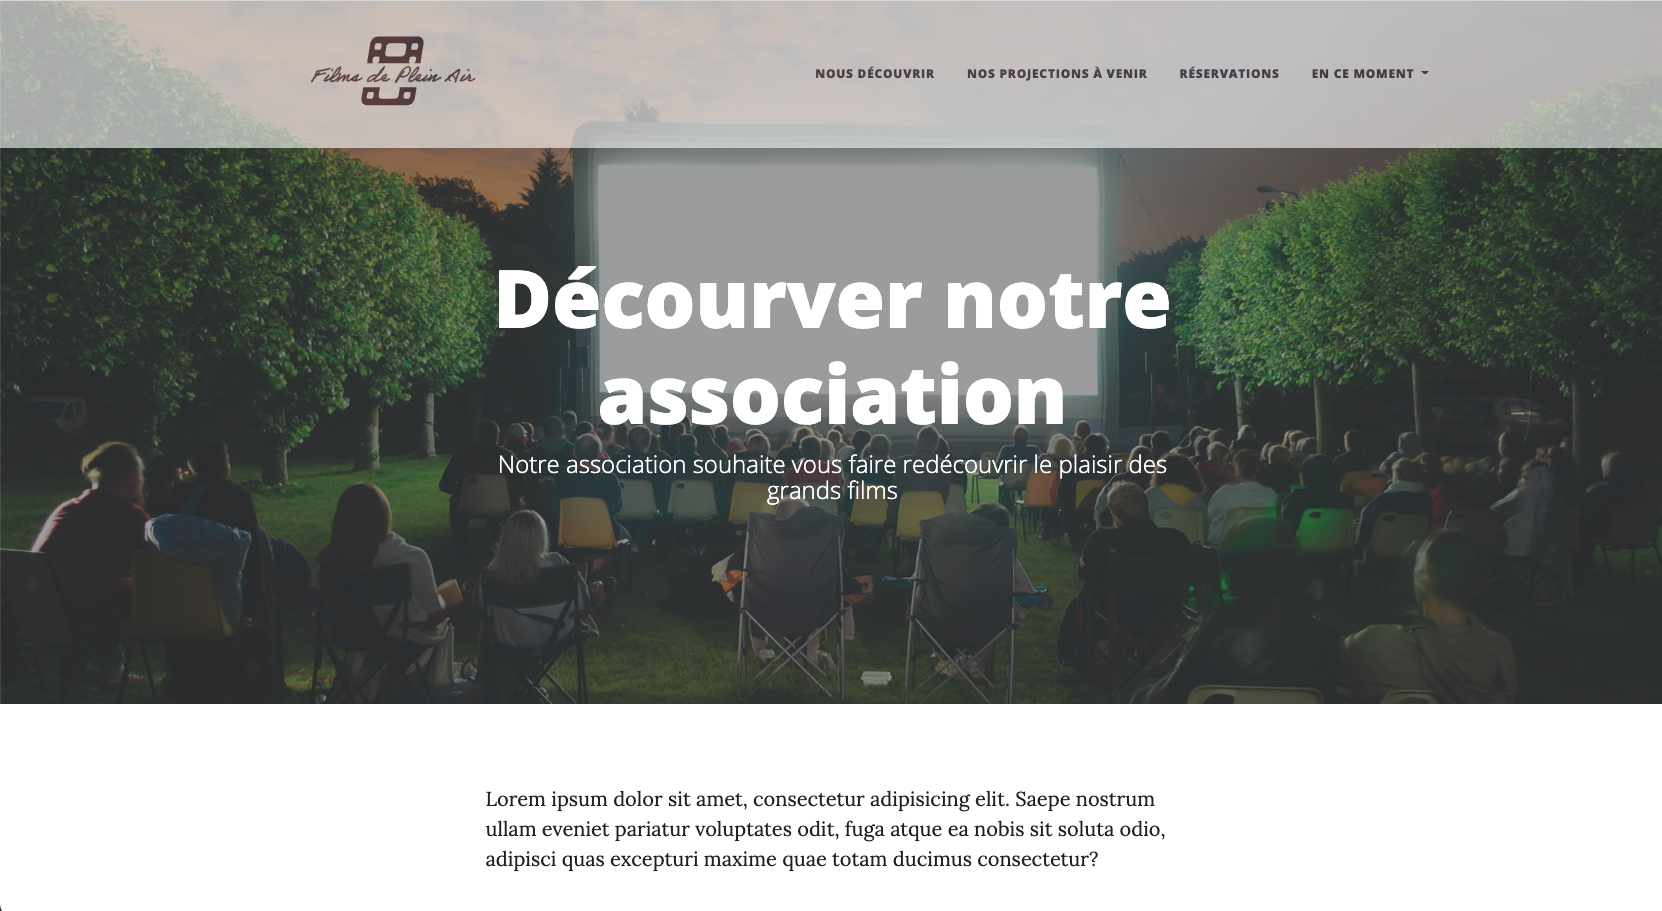 Films de Plein Air
NOUS DÉCOUVRIR
NOS PROJECTIONS À VENIR
RÉSERVATIONS
EN CE MOMENT
Décourver notre
association
Notre association souhaite vous faire redécouvrir le plaisir des
grands films
Lorem ipsum dolor sit amet, consectetur adipisicing elit. Saepe nostrum
ullam eveniet pariatur voluptates odit, fuga atque ea nobis sit soluta odio,
adipisci quas excepturi maxime quae totam ducimus consectetur?